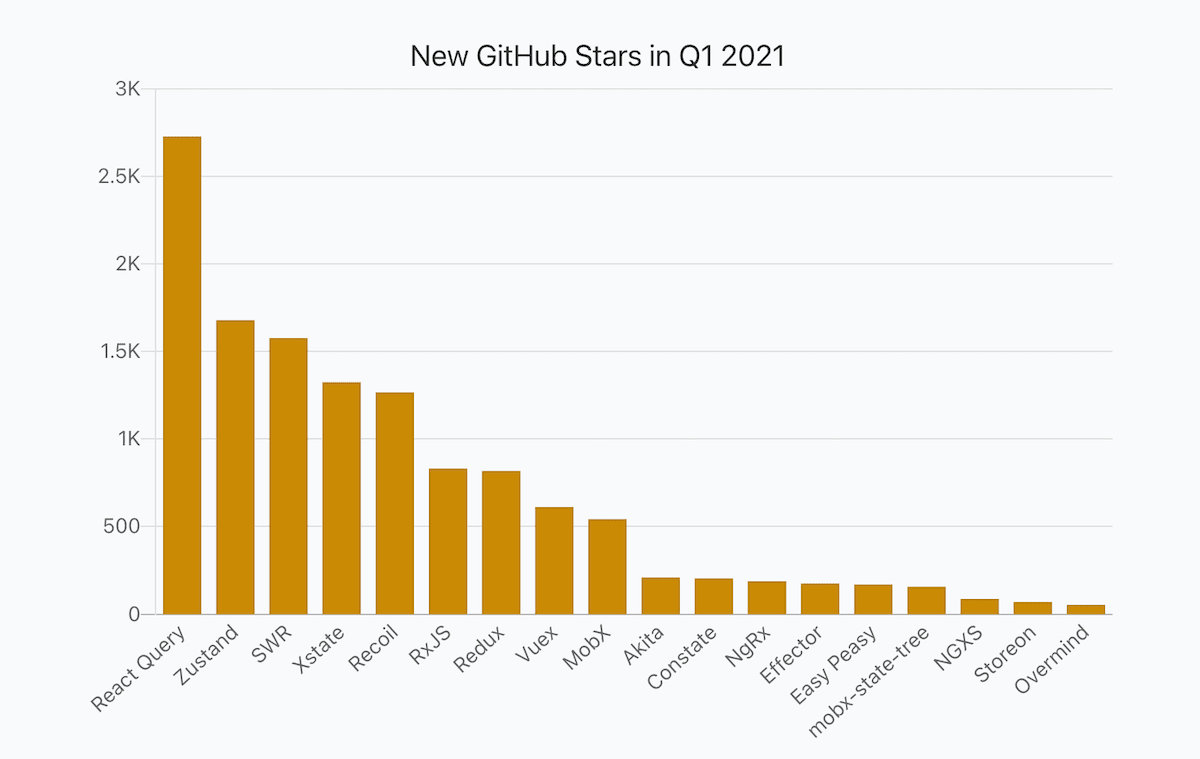 New GitHub Stars in Q1 2021
3K
2.5K
2K
1.5K
1K
500
0
React Query
Zustand
SWR
Xstate
Recoil
RxJS
Redux
Vuex
MobX
Akita
Constate
NgRx
Effector
Easy Peasy
mobx-state-tree
NGXS
Storeon
Overmind